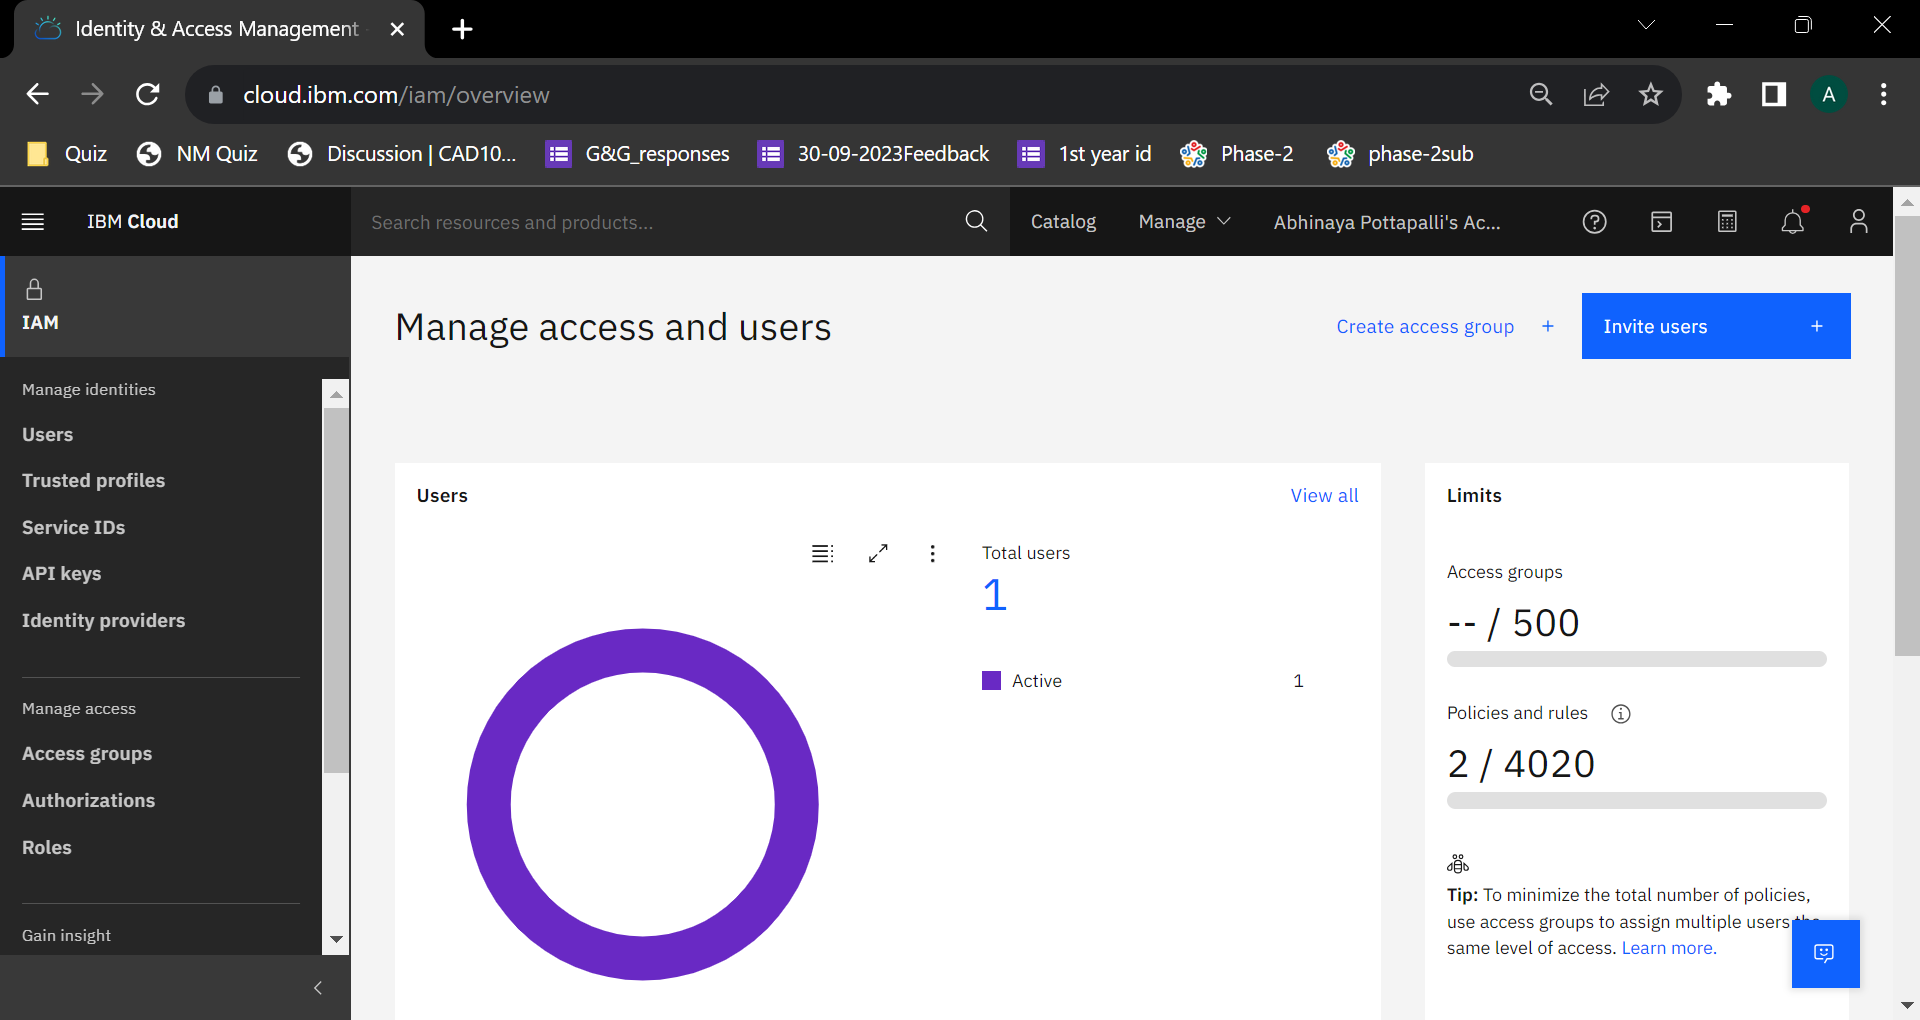 Identity & Access Management
cloud.ibm.com/iam/overview
A
Quiz
NM Quiz
Discussion | CAD10...
G&G_responses
30-09-2023Feedback
1st year id
Phase-2
phase-2sub
IBM Cloud
Search resources and products...
Catalog
Manage
Abhinaya Pottapalli's Ac...
IAM
Manage identities
Users
Trusted profiles
Service IDs
API keys
Identity providers
Manage access
Access groups
Authorizations
Roles
Gain insight
Manage access and users
Create access group +
Invite users +
Users
View all
Total users
1
Active 1
Limits
Access groups
-- / 500
Policies and rules
2 / 4020
Tip: To minimize the total number of policies,
use access groups to assign multiple users
same level of access. Learn more.